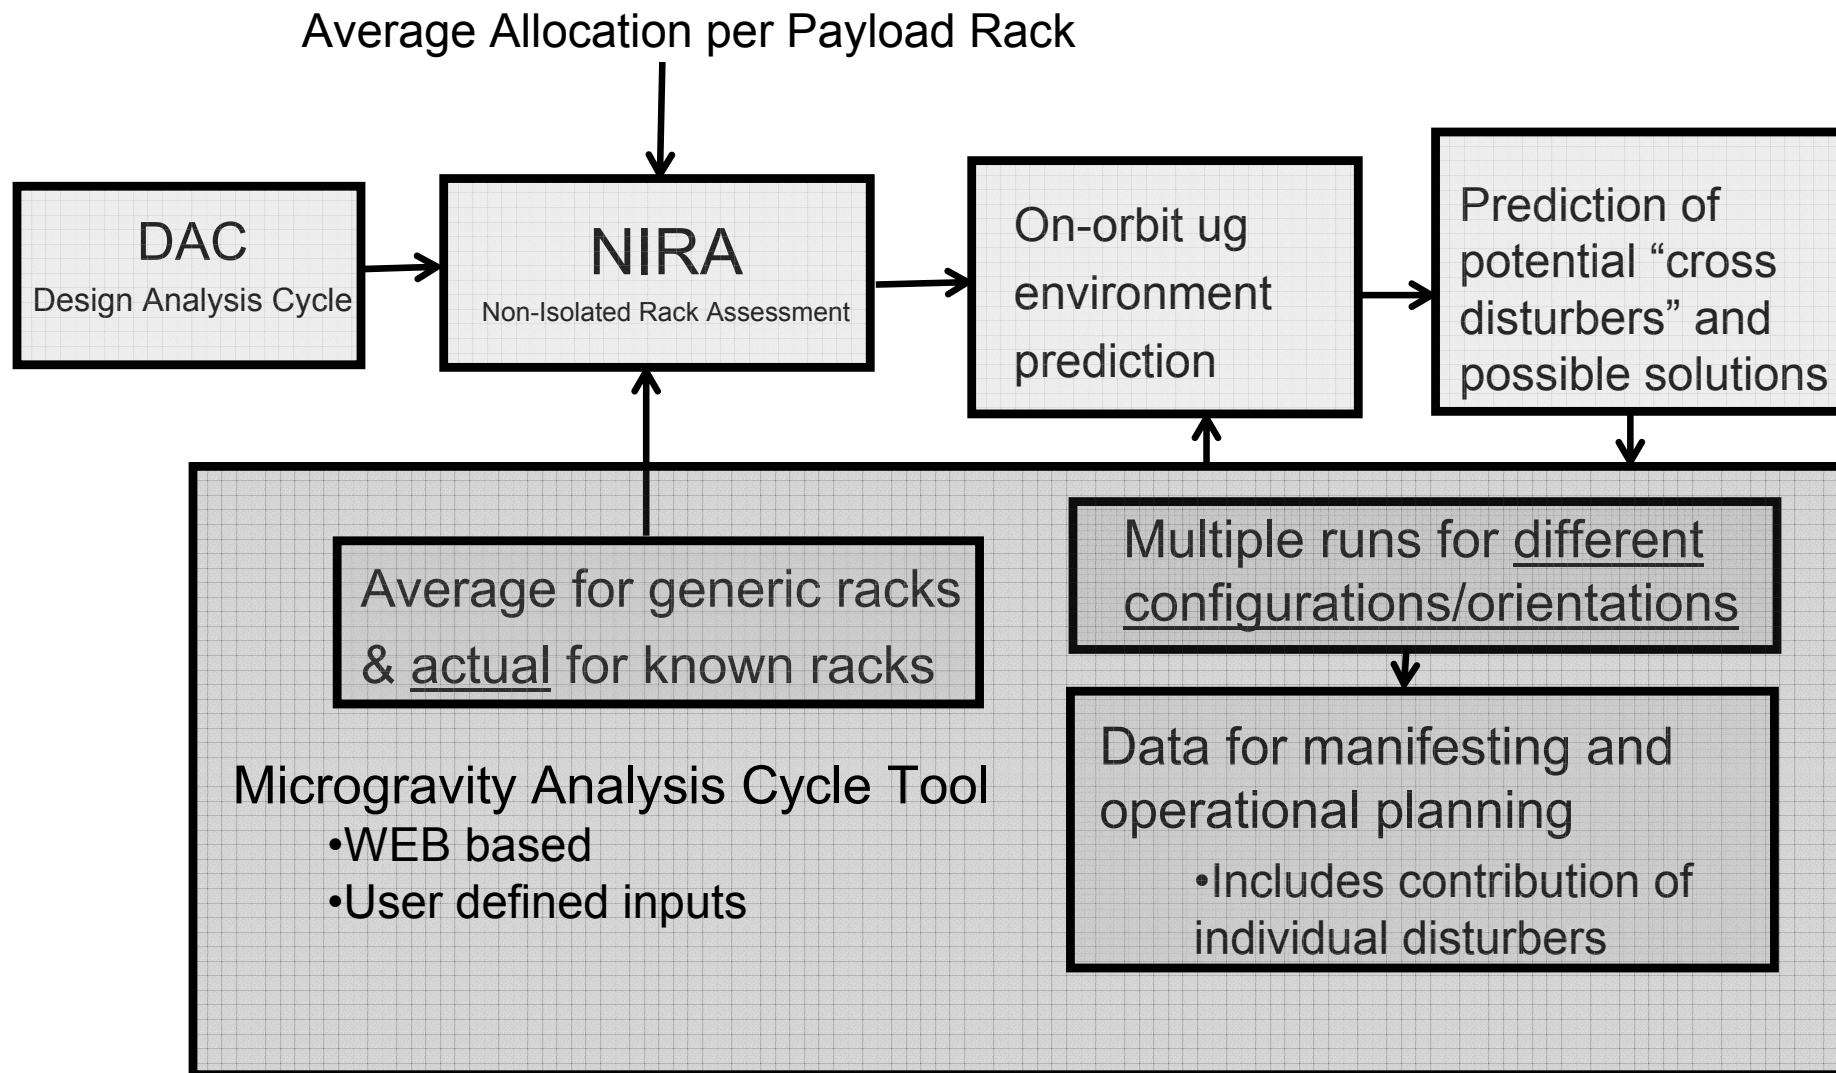 Average Allocation per Payload Rack
DAC
Design Analysis Cycle
NIRA
Non-Isolated Rack Assessment
On-orbit ug
environment
prediction
Prediction of
potential “cross
disturbers” and
possible solutions
Average for generic racks
& actual for known racks
Microgravity Analysis Cycle Tool
•WEB based
•User defined inputs
Multiple runs for different
configurations/orientations
Data for manifesting and
operational planning
•Includes contribution of
individual disturbers